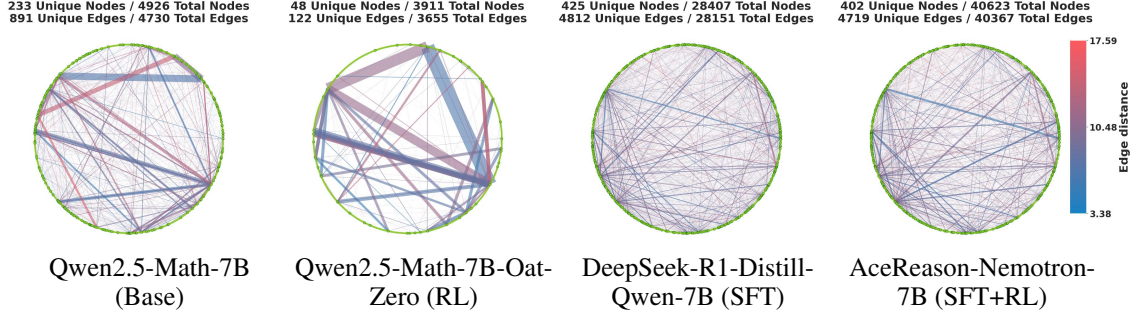 233 Unique Nodes / 4926 Total Nodes
891 Unique Edges / 4730 Total Edges
48 Unique Nodes / 3911 Total Nodes
122 Unique Edges / 3655 Total Edges
425 Unique Nodes / 28407 Total Nodes
4812 Unique Edges / 28151 Total Edges
402 Unique Nodes / 40623 Total Nodes
4719 Unique Edges / 40367 Total Edges
17.59
10.48
3.38
Edge distance
Qwen2.5-Math-7B
(Base)
Qwen2.5-Math-7B-Oat-
Zero (RL)
DeepSeek-R1-Distill-
Qwen-7B (SFT)
AceReason-Nemotron-
7B (SFT+RL)